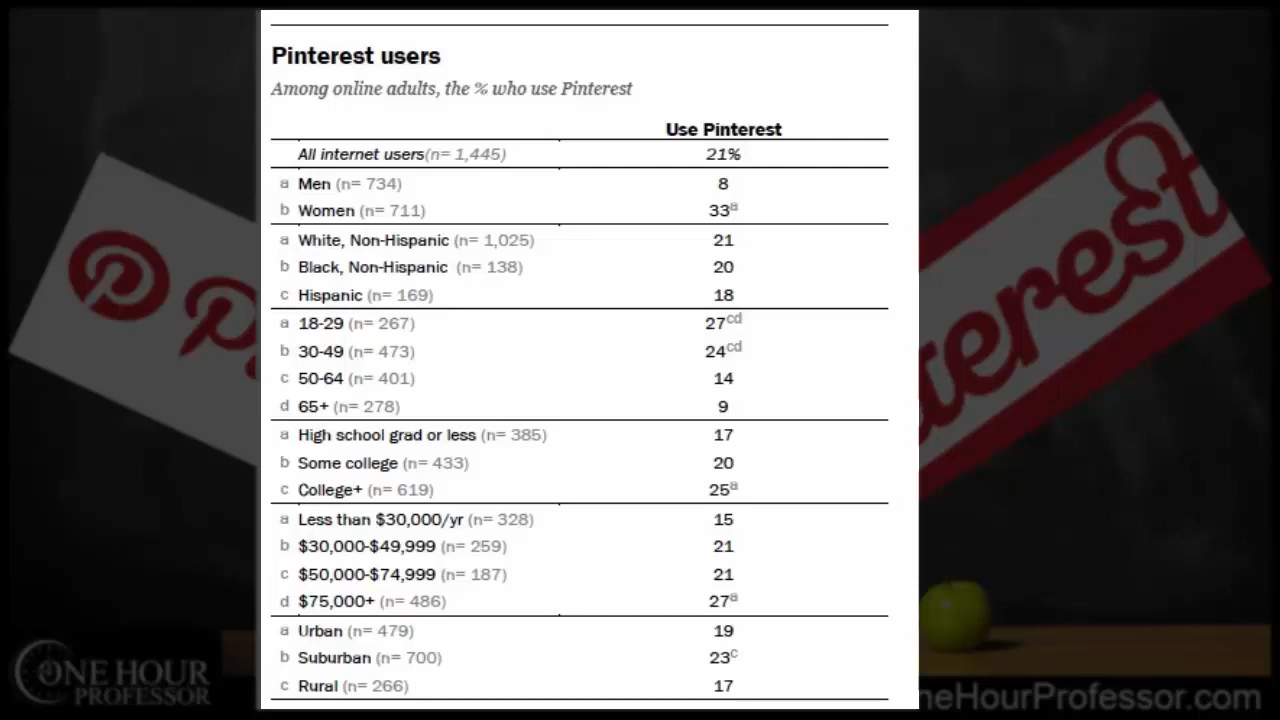 Pinterest users
Among online adults, the % who use Pinterest
Use Pinterest
All internet users(n= 1,445) 21%
a Men (n= 734) 8
b Women (n= 711) 33a
a White, Non-Hispanic (n= 1,025) 21
b Black, Non-Hispanic (n= 138) 20
c Hispanic (n= 169) 18
a 18-29 (n= 267) 27cd
b 30-49 (n= 473) 24cd
c 50-64 (n= 401) 14
d 65+ (n= 278) 9
a High school grad or less (n= 385) 17
b Some college (n= 433) 20
c College+ (n= 619) 25a
a Less than $30,000/yr (n= 328) 15
b $30,000-$49,999 (n= 259) 21
c $50,000-$74,999 (n= 187) 21
d $75,000+ (n= 486) 27a
a Urban (n= 479) 19
b Suburban (n= 700) 23c
c Rural (n= 266) 17
P
terest
ONE HOUR
PROFESSOR
neHourProfessor.com